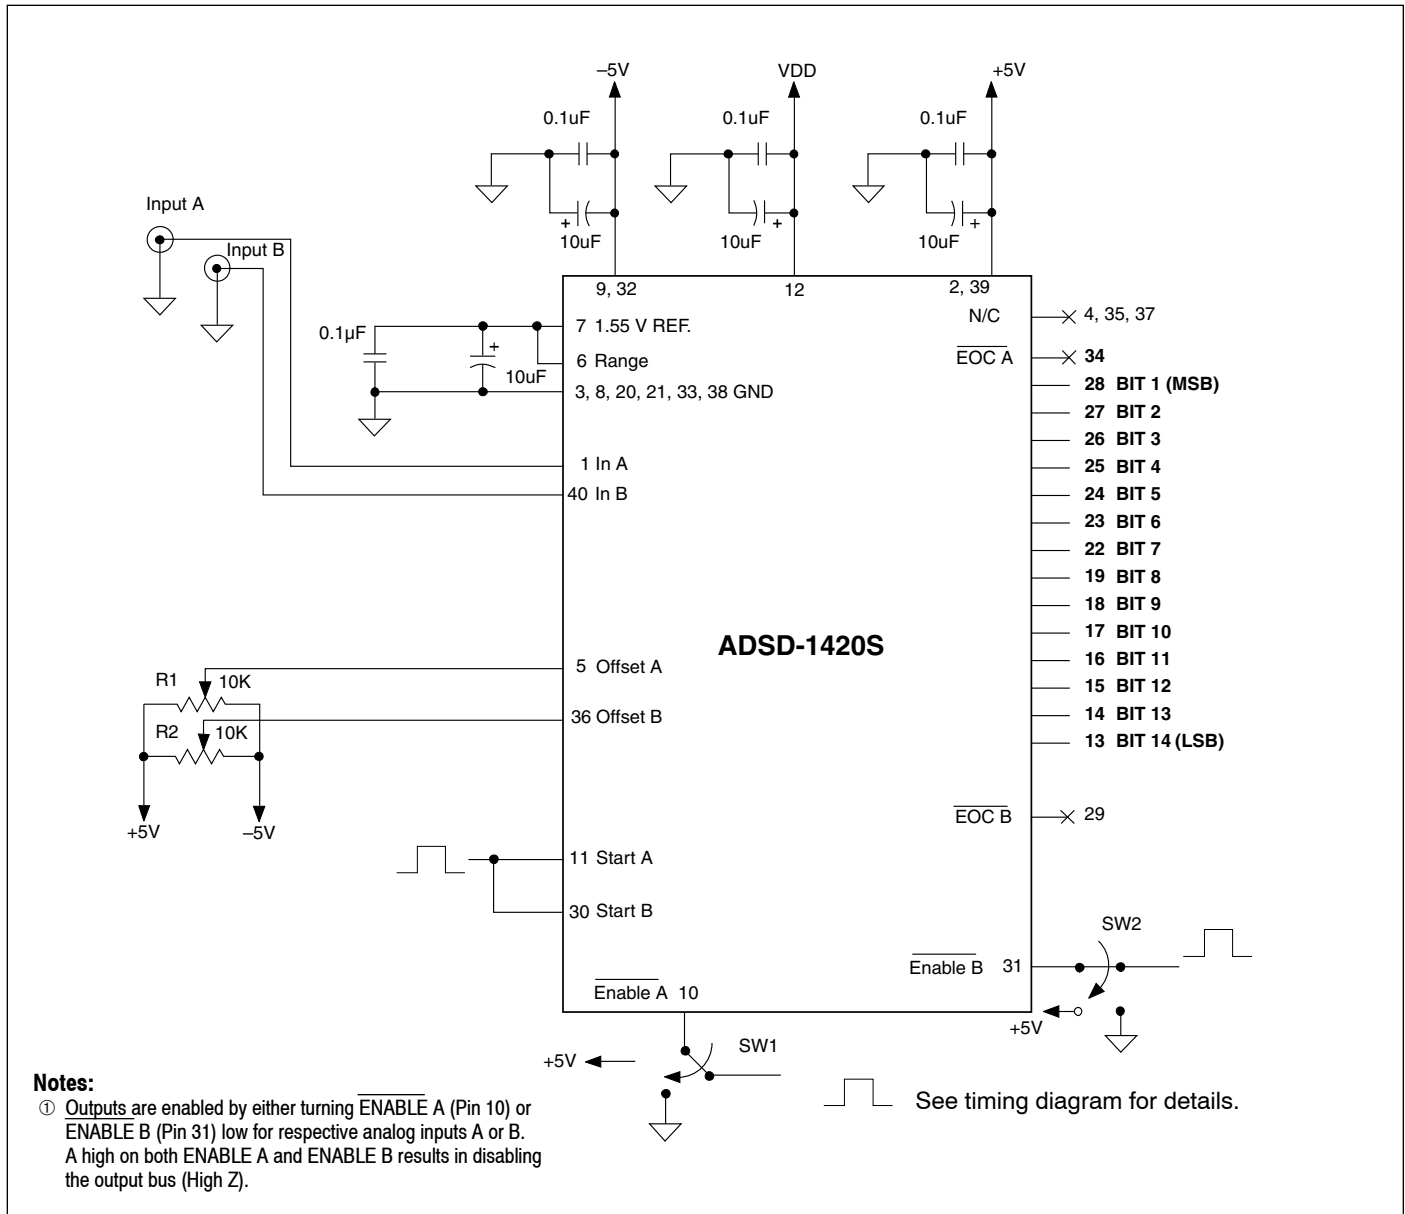 –5V
VDD
+5V
0.1uF
0.1uF
0.1uF
+
10uF
10uF
+
10uF
+
Input A
Input B
9, 32
12
2, 39
0.1µF
+
10uF
7 1.55 V REF.
6 Range
3, 8, 20, 21, 33, 38 GND
N/C
4, 35, 37
EOC A
34
28 BIT 1 (MSB)
27 BIT 2
26 BIT 3
25 BIT 4
24 BIT 5
23 BIT 6
22 BIT 7
19 BIT 8
18 BIT 9
17 BIT 10
16 BIT 11
15 BIT 12
14 BIT 13
13 BIT 14 (LSB)
1 In A
40 In B
ADSD-1420S
R1
10K
5 Offset A
R2
10K
36 Offset B
+5V
–5V
EOC B
29
11 Start A
30 Start B
SW2
Enable B 31
+5V
Enable A 10
+5V
SW1
See timing diagram for details.
Notes:
① Outputs are enabled by either turning ENABLE A (Pin 10) or
ENABLE B (Pin 31) low for respective analog inputs A or B.
A high on both ENABLE A and ENABLE B results in disabling
the output bus (High Z).